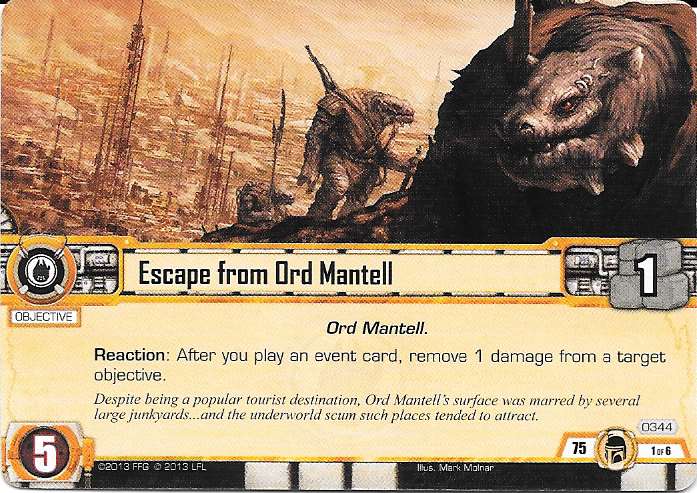 Escape from Ord Mantell
1
OBJECTIVE
Ord Mantell.
Reaction: After you play an event card, remove 1 damage from a target
objective.
Despite being a popular tourist destination, Ord Mantell's surface was marred by several
large junkyards...and the underworld scum such places tended to attract.
0344
5
75
1 OF 6
©2013 FFG © 2013 LFL
Illus. Mark Molnar